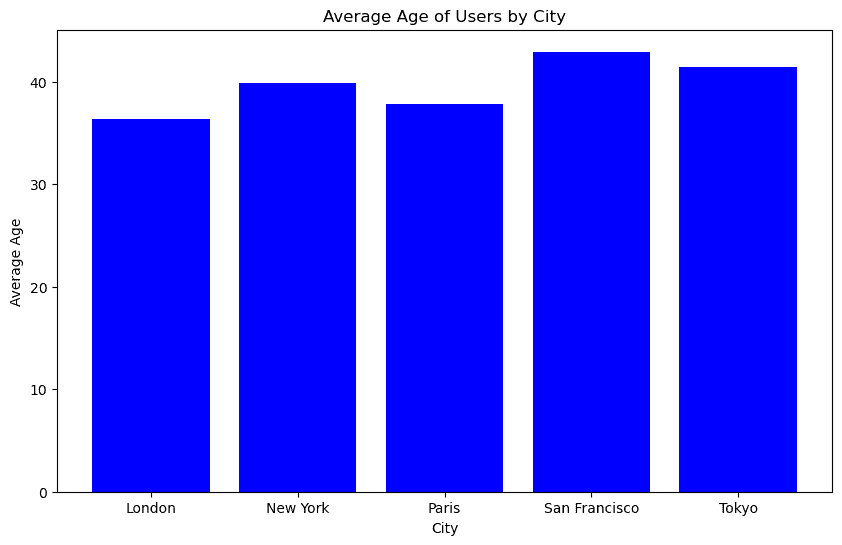 Average Age of Users by City
Average Age
40
30
20
10
0
London New York Paris San Francisco Tokyo
City